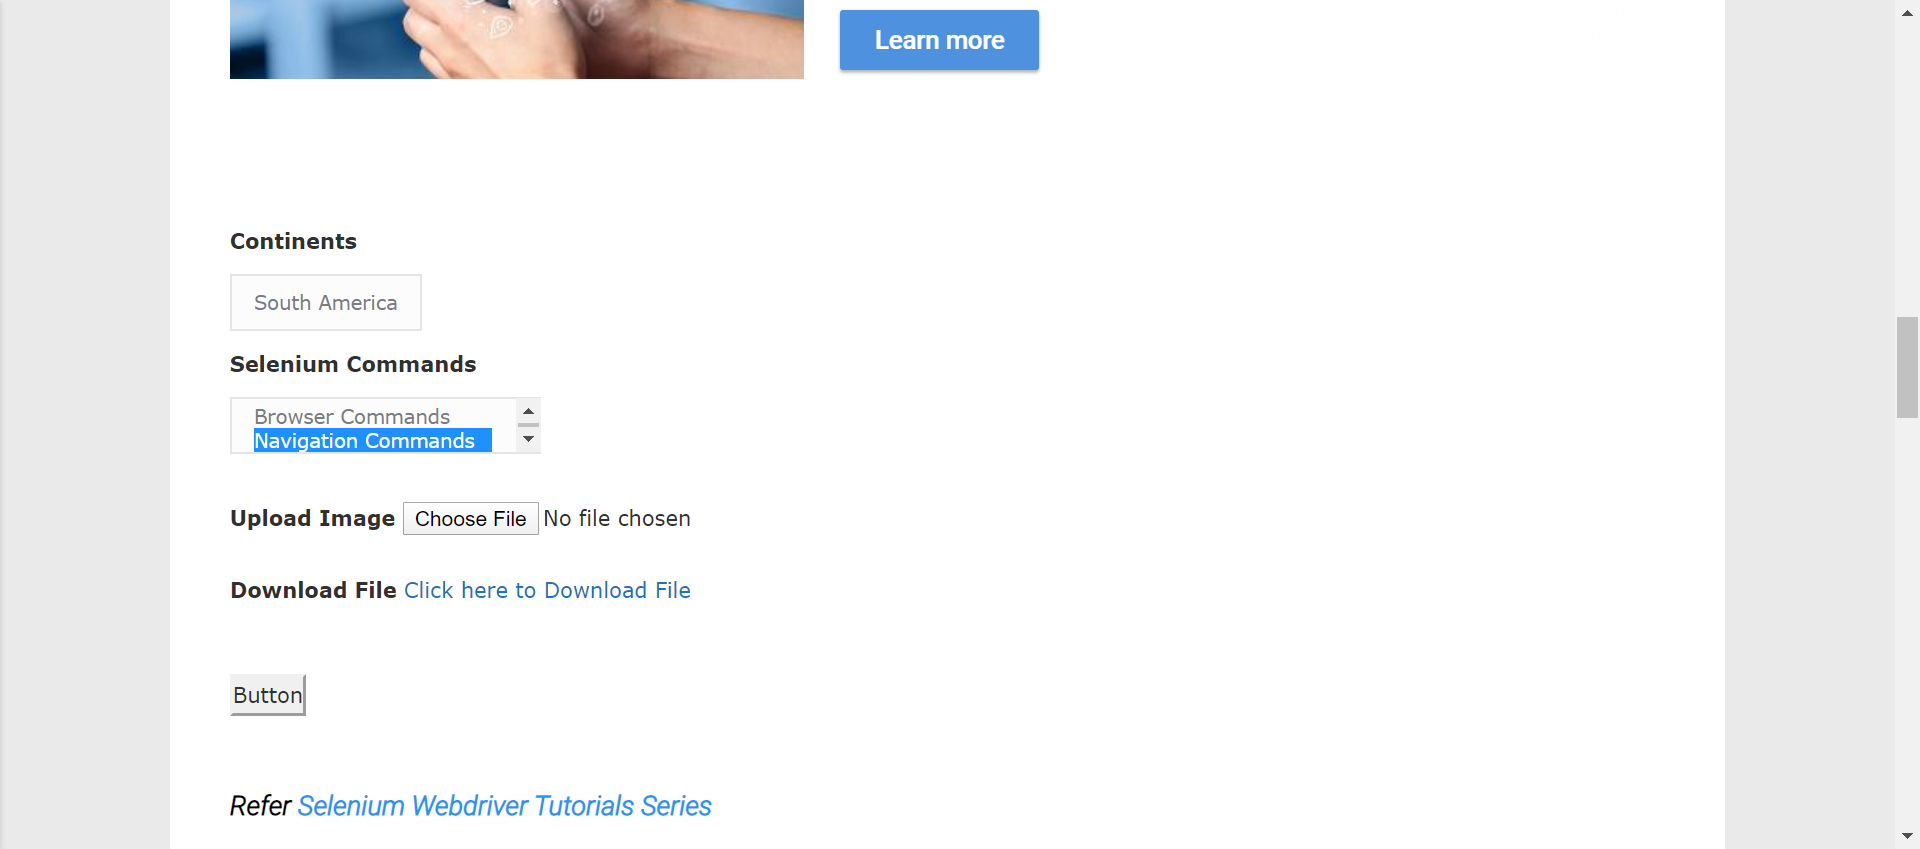 Learn more
Continents
South America
Selenium Commands
Browser Commands
Navigation Commands
Upload Image Choose File No file chosen
Download File Click here to Download File
Button
Refer Selenium Webdriver Tutorials Series